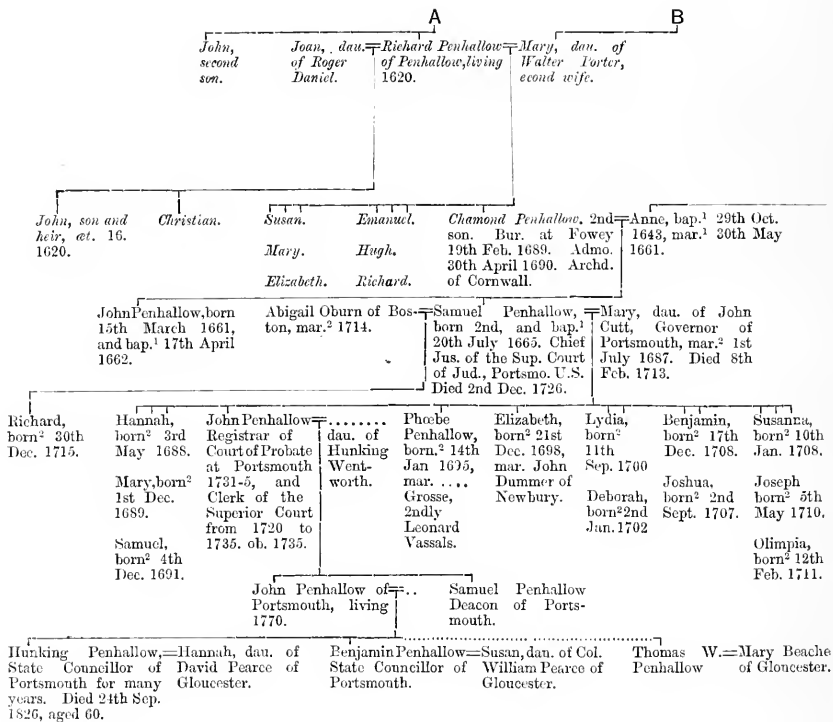 A
B
John,
second
son.
Joan, dau.
of Roger
Daniel.
Richard Penhallow
of Penhallow, living
1620.
Mary, dau. of
Walter Porter,
econd wife.
John, son and
heir, æt. 16.
1620.
Christian.
Susan.
Mary.
Elizabeth.
Emanuel.
Hugh.
Richard.
Chamond Penhallow. 2nd
son. Bur. at Fowey
19th Feb. 1689. Admo.
30th April 1690. Archd.
of Cornwall.
Anne, bap.¹ 29th Oct.
1643, mar.¹ 30th May
1661.
John Penhallow, born
15th March 1661,
and bap.¹ 17th April
1662.
Abigail Oburn of Bos-
ton, mar.² 1714.
Samuel Penhallow,
born 2nd, and bap.¹
20th July 1665. Chief
Jus. of the Sup. Court
of Jud., Portsmo. U.S.
Died 2nd Dec. 1726.
Mary, dau. of John
Cutt, Governor of
Portsmouth, mar.² 1st
July 1687. Died 8th
Feb. 1713.
Richard,
born² 30th
Dec. 1715.
Hannah,
born² 3rd
May 1688.
Mary, born²
1st Dec.
1689.
Samuel,
born² 4th
Dec. 1691.
John Penhallow
Registrar of
Court of Probate
at Portsmouth
1731-5, and
Clerk of the
Superior Court
from 1720 to
1735. ob. 1735.
........
dau. of
Hunking
Went-
worth.
Phœbe
Penhallow,
born.² 14th
Jan 1695,
mar. ....
Grosse,
2ndly
Leonard
Vassals.
Elizabeth,
born² 21st
Dec. 1698,
mar. John
Dummer of
Newbury.
Lydia,
born²
11th
Sep. 1700
Deborah,
born² 2nd
Jan. 1702
Benjamin,
born² 17th
Dec. 1708.
Joshua,
born² 2nd
Sept. 1707.
Susanna,
born² 10th
Jan. 1708.
Joseph
born² 5th
May 1710.
Olimpia,
born² 12th
Feb. 1711.
John Penhallow of
Portsmouth, living
1770.
..
Samuel Penhallow
Deacon of Ports-
mouth.
Hunking Penhallow,
State Councillor of
Portsmouth for many
years. Died 24th Sep.
1826, aged 60.
Hannah, dau. of
David Pearce of
Gloucester.
Benjamin Penhallow
State Councillor of
Portsmouth.
Susan, dau. of Col.
William Pearce of
Gloucester.
Thomas W.
Penhallow
Mary Beache
of Gloncester.